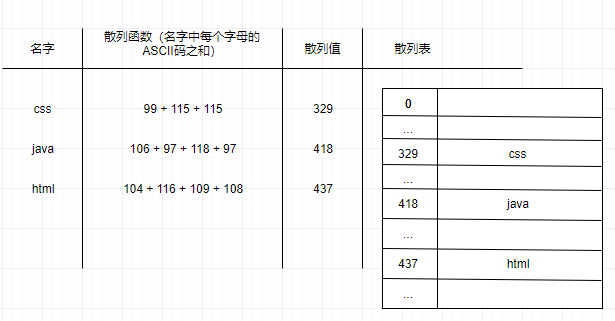 名字
散列函数（名字中每个字母的
ASCII码之和）
散列值
散列表
css
99 + 115 + 115
329
java
106 + 97 + 118 + 97
418
html
104 + 116 + 109 + 108
437
0
...
329 css
...
418 java
...
437 html
...